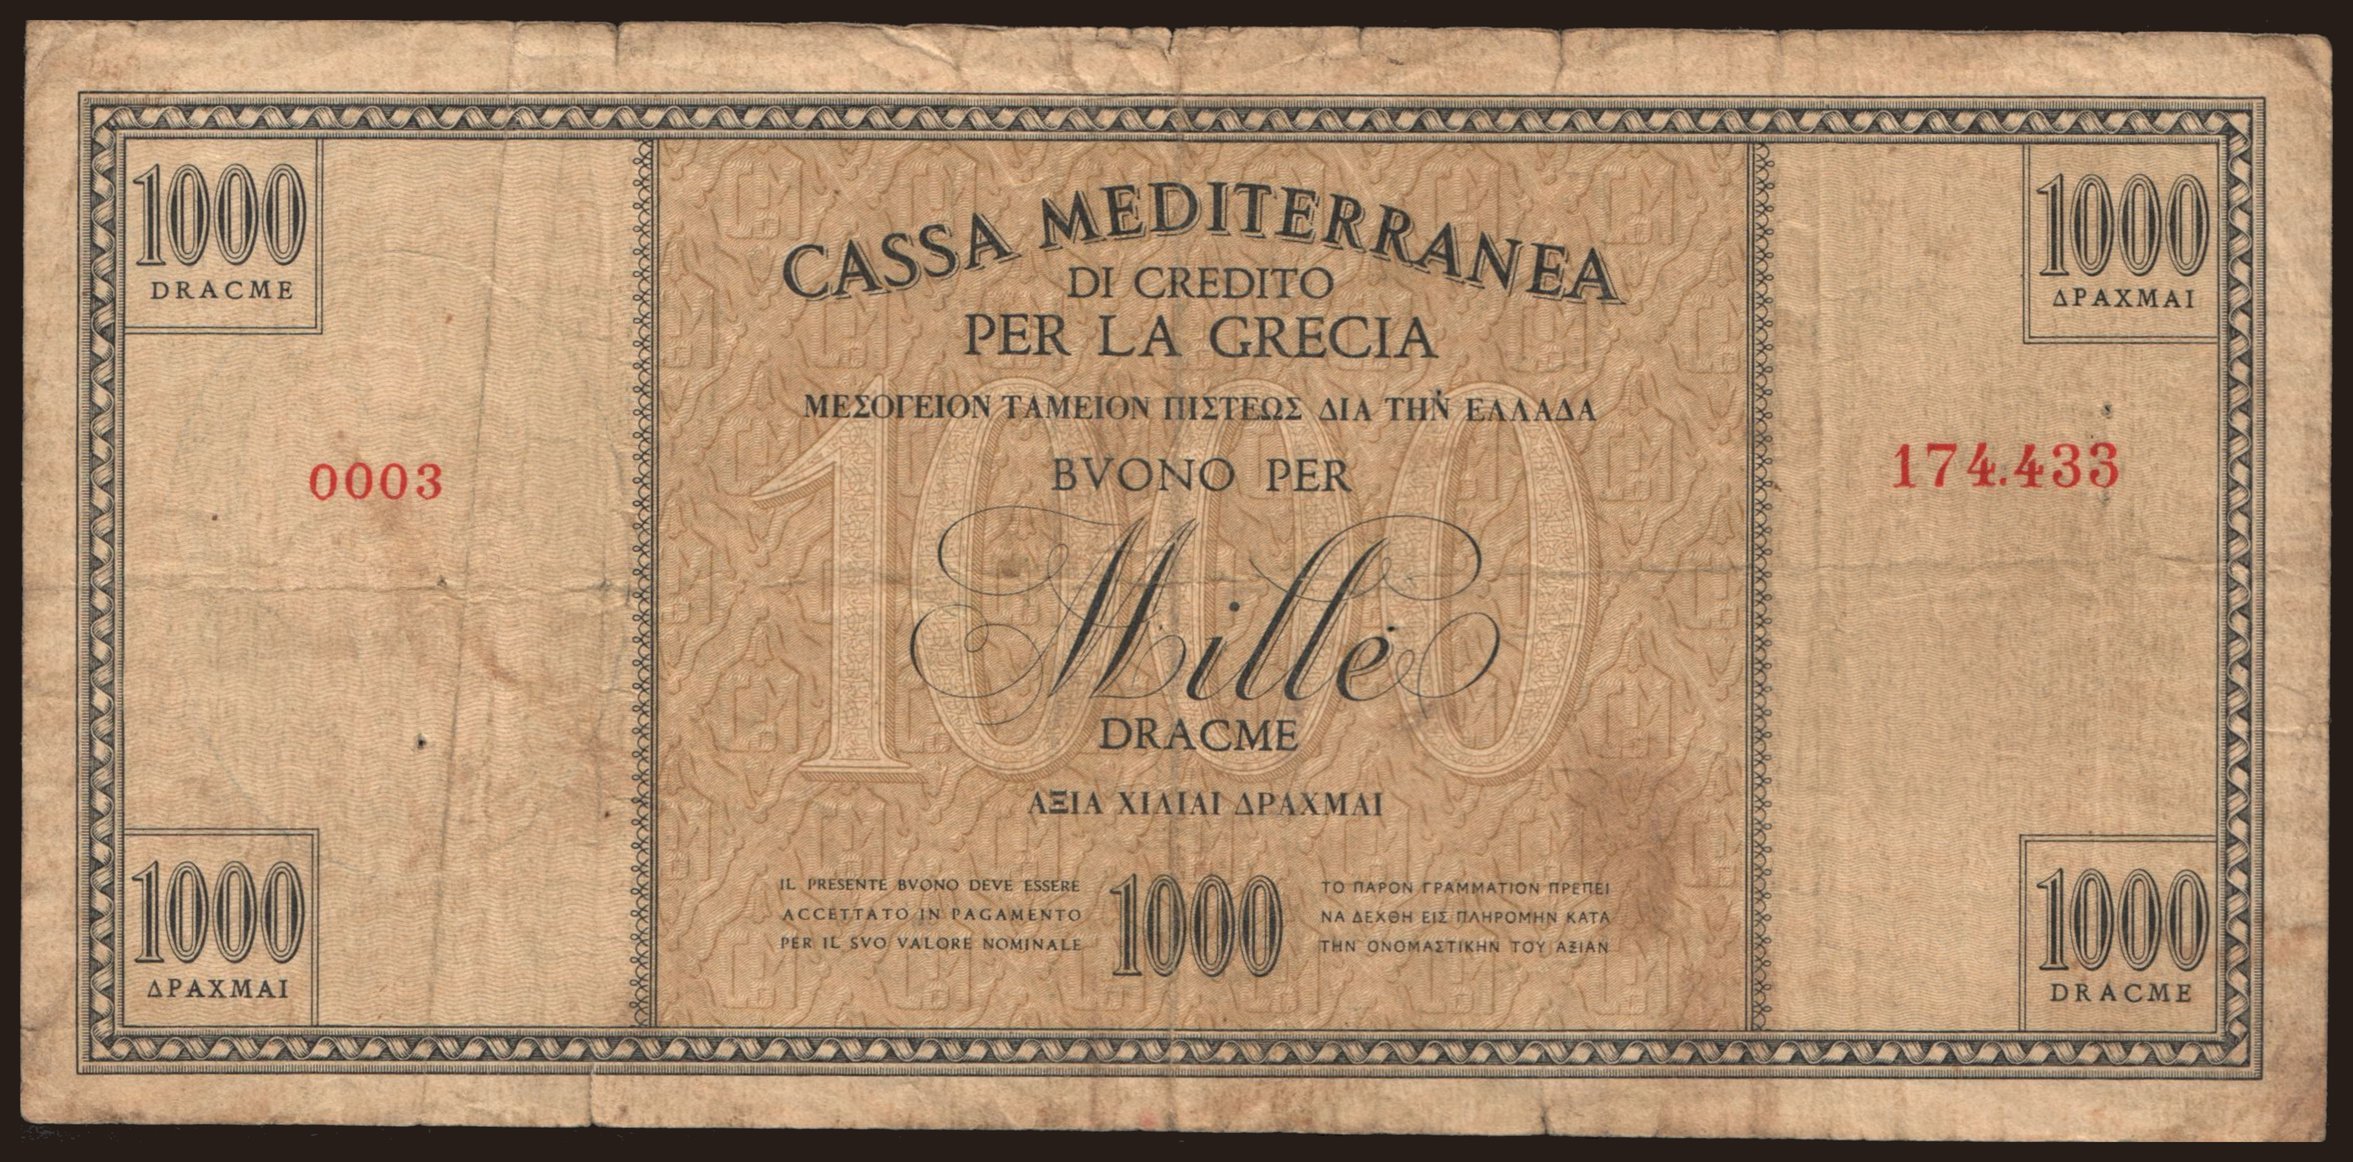 1000
DRACME
1000
ΔΡΑΧΜΑΙ
CASSA MEDITERRANEA
DI CREDITO
PER LA GRECIA
ΜΕΣΟΓΕΙΟΝ ΤΑΜΕΙΟΝ ΠΙΣΤΕΩΣ ΔΙΑ ΤΗΝ ΕΛΛΑΔΑ
0003
BVONO PER
174.433
1000
Mille
DRACME
ΑΞΙΑ ΧΙΛΙΑΙ ΔΡΑΧΜΑΙ
IL PRESENTE BVONO DEVE ESSERE
ACCETTATO IN PAGAMENTO
PER IL SVO VALORE NOMINALE
1000
ΤΟ ΠΑΡΟΝ ΓΡΑΜΜΑΤΙΟΝ ΠΡΕΠΕΙ
ΝΑ ΔΕΧΘΗ ΕΙΣ ΠΛΗΡΟΜΗΝ ΚΑΤΑ
ΤΗΝ ΟΝΟΜΑΣΤΙΚΗΝ ΤΟΥ ΑΞΙΑΝ
1000
ΔΡΑΧΜΑΙ
1000
DRACME